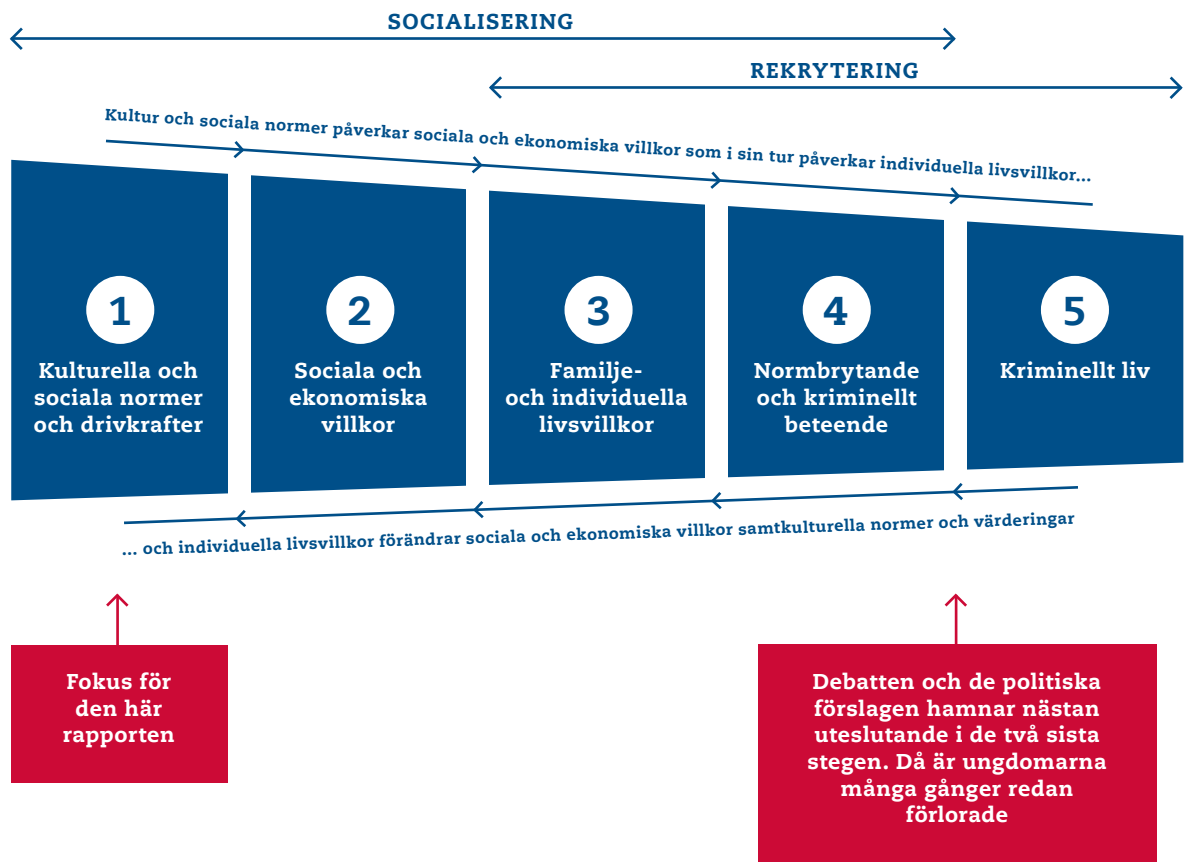 SOCIALISERING
REKRYTERING
Kultur och sociala normer påverkar sociala och ekonomiska villkor som i sin tur påverkar individuella livsvillkor...
1
Kulturella och
sociala normer
och drivkrafter
2
Sociala och
ekonomiska
villkor
3
Familje-
och individuella
livsvillkor
4
Normbrytande
och kriminellt
beteende
5
Kriminellt liv
... och individuella livsvillkor förändrar sociala och ekonomiska villkor samtkulturella normer och värderingar
Fokus för
den här
rapporten
Debatten och de politiska
förslagen hamnar nästan
uteslutande i de två sista
stegen. Då är ungdomarna
många gånger redan
förlorade